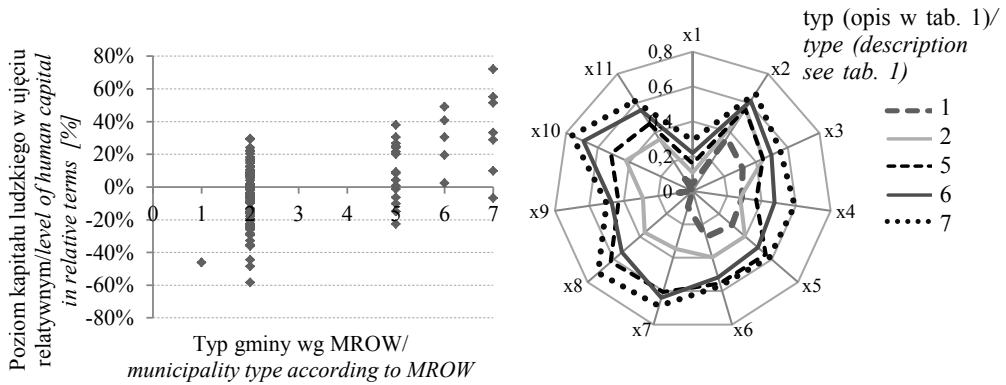 Poziom kapitału ludzkiego w ujęciu
relatywnym/level of human capital
in relative terms [%]
80%
60%
40%
20%
0%
-20%
-40%
-60%
-80%
0 1 2 3 4 5 6 7
Typ gminy wg MROW/
municipality type according to MROW
x1
x2
x3
x4
x5
x6
x7
x8
x9
x10
x11
0,8
0,6
0,4
0,2
0
typ (opis w tab. 1)/
type (description
see tab. 1)
1
2
5
6
7